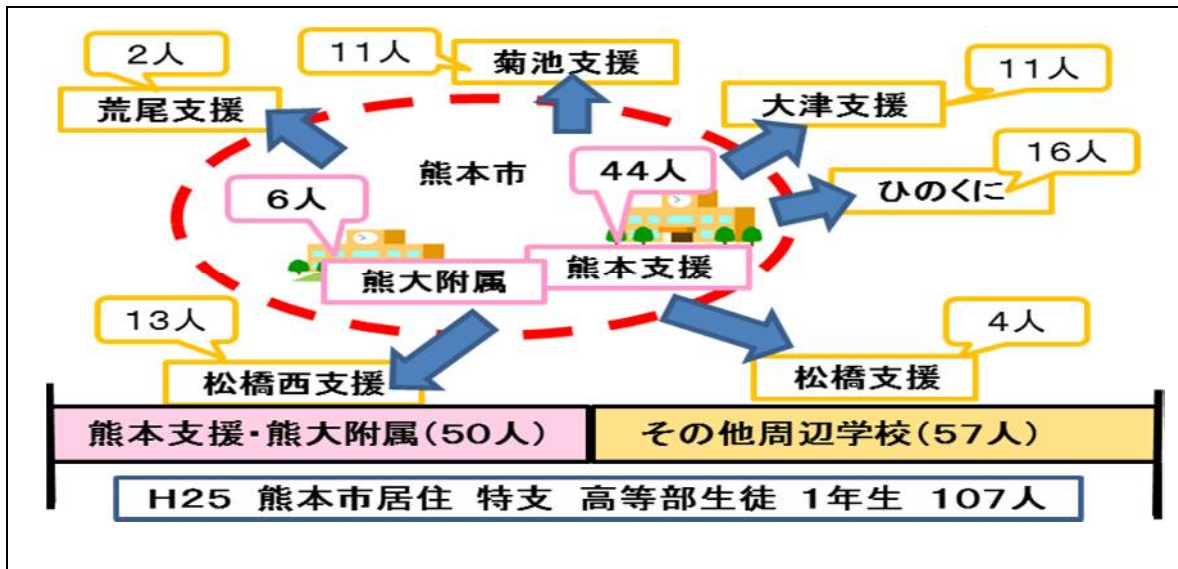 2人
荒尾支援
11人
菊池支援
11人
大津支援
16人
ひのくに
熊本市
6人
44人
熊大附属
熊本支援
13人
松橋西支援
4人
松橋支援
熊本支援・熊大附属(50人)
その他周辺学校(57人)
H25 熊本市居住 特支 高等部生徒 1年生 107人